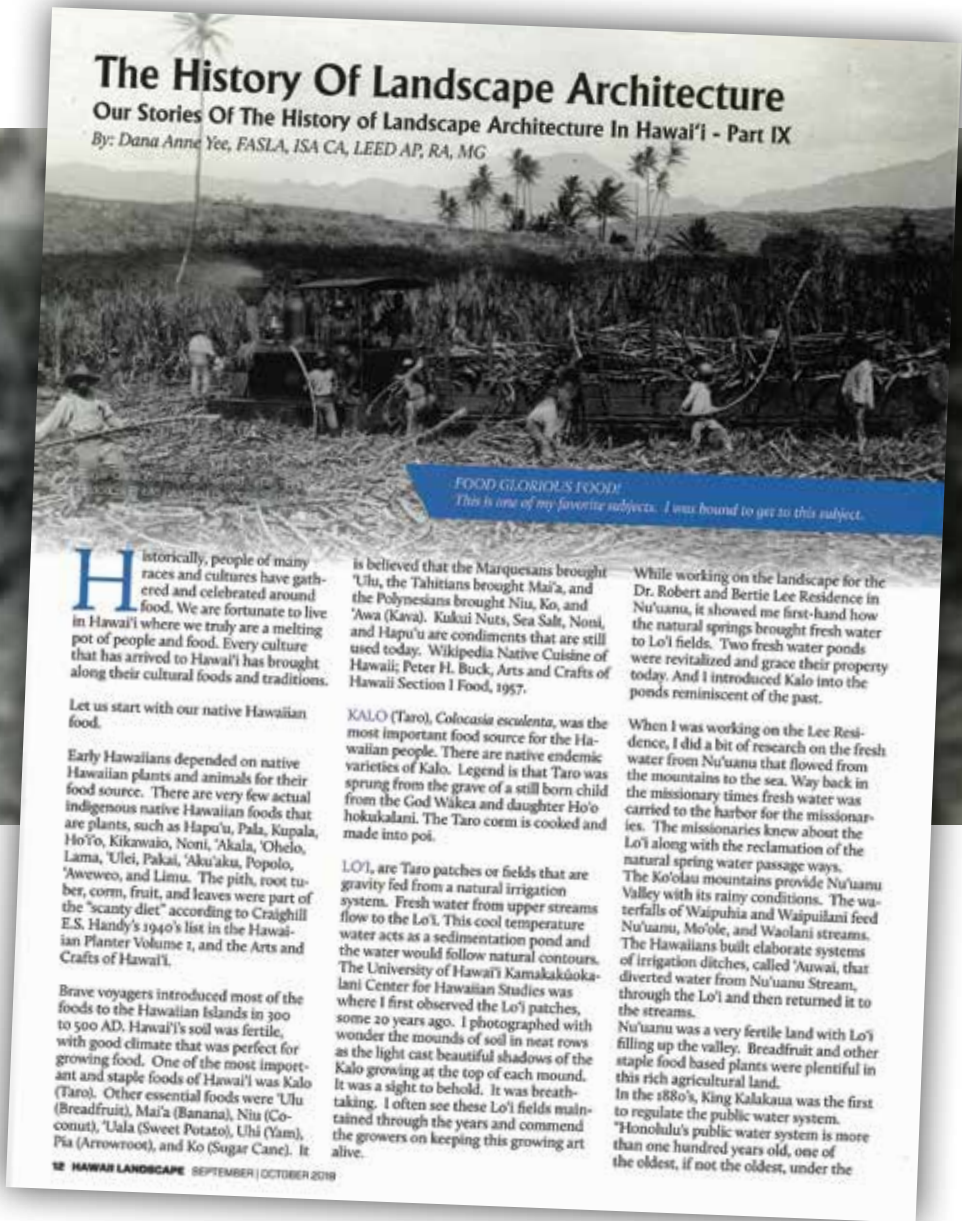 The History Of Landscape Architecture
Our Stories Of The History of Landscape Architecture In Hawai'i - Part IX
By: Dana Anne Yee, FASLA, ISA CA, LEED AP, RA, MG
FOOD GLORIOUS FOOD!
This is one of my favorite subjects. I was bound to get to this subject.
Historically, people of many
races and cultures have gath-
ered and celebrated around
food. We are fortunate to live
in Hawai'i where we truly are a melting
pot of people and food. Every culture
that has arrived to Hawai'i has brought
along their cultural foods and traditions.
Let us start with our native Hawaiian
food.
Early Hawaiians depended on native
Hawaiian plants and animals for their
food source. There are very few actual
indigenous native Hawaiian foods that
are plants, such as Hapu'u, Pala, Kupala,
Ho'i'o, Kikawaio, Noni, 'Akala, 'Ohelo,
Lama, 'Ulei, Pakai, 'Aku'aku, Popolo,
'Aweweo, and Limu. The pith, root tu-
ber, corm, fruit, and leaves were part of
the "scanty diet" according to Craighill
E.S. Handy's 1940's list in the Hawai-
ian Planter Volume 1, and the Arts and
Crafts of Hawai'i.
Brave voyagers introduced most of the
foods to the Hawaiian Islands in 300
to 500 AD. Hawai'i's soil was fertile,
with good climate that was perfect for
growing food. One of the most import-
ant and staple foods of Hawai'i was Kalo
(Taro). Other essential foods were 'Ulu
(Breadfruit), Mai'a (Banana), Niu (Co-
conut), 'Uala (Sweet Potato), Uhi (Yam),
Pia (Arrowroot), and Ko (Sugar Cane). It
is believed that the Marquesans brought
'Ulu, the Tahitians brought Mai'a, and
the Polynesians brought Niu, Ko, and
'Awa (Kava). Kukui Nuts, Sea Salt, Noni,
and Hapu'u are condiments that are still
used today. Wikipedia Native Cuisine of
Hawaii; Peter H. Buck, Arts and Crafts of
Hawaii Section I Food, 1957.
KALO (Taro), Colocasia esculenta, was the
most important food source for the Ha-
waiian people. There are native endemic
varieties of Kalo. Legend is that Taro was
sprung from the grave of a still born child
from the God Wākea and daughter Ho'o
hokukalani. The Taro corm is cooked and
made into poi.
LO'I, are Taro patches or fields that are
gravity fed from a natural irrigation
system. Fresh water from upper streams
flow to the Lo'i. This cool temperature
water acts as a sedimentation pond and
the water would follow natural contours.
The University of Hawai'i Kamakakūoka-
lani Center for Hawaiian Studies was
where I first observed the Lo'i patches,
some 20 years ago. I photographed with
wonder the mounds of soil in neat rows
as the light cast beautiful shadows of the
Kalo growing at the top of each mound.
It was a sight to behold. It was breath-
taking. I often see these Lo'i fields main-
tained through the years and commend
the growers on keeping this growing art
alive.
While working on the landscape for the
Dr. Robert and Bertie Lee Residence in
Nu'uanu, it showed me first-hand how
the natural springs brought fresh water
to Lo'i fields. Two fresh water ponds
were revitalized and grace their property
today. And I introduced Kalo into the
ponds reminiscent of the past.
When I was working on the Lee Resi-
dence, I did a bit of research on the fresh
water from Nu'uanu that flowed from
the mountains to the sea. Way back in
the missionary times fresh water was
carried to the harbor for the missionar-
ies. The missionaries knew about the
Lo'i along with the reclamation of the
natural spring water passage ways.
The Ko'olau mountains provide Nu'uanu
Valley with its rainy conditions. The wa-
terfalls of Waipuhia and Waipuilani feed
Nu'uanu, Mo'ole, and Waolani streams.
The Hawaiians built elaborate systems
of irrigation ditches, called 'Auwai, that
diverted water from Nu'uanu Stream,
through the Lo'i and then returned it to
the streams.
Nu'uanu was a very fertile land with Lo'i
filling up the valley. Breadfruit and other
staple food based plants were plentiful in
this rich agricultural land.
In the 1880's, King Kalakaua was the first
to regulate the public water system.
"Honolulu's public water system is more
than one hundred years old, one of
the oldest, if not the oldest, under the
12 HAWAII LANDSCAPE SEPTEMBER | OCTOBER 2019